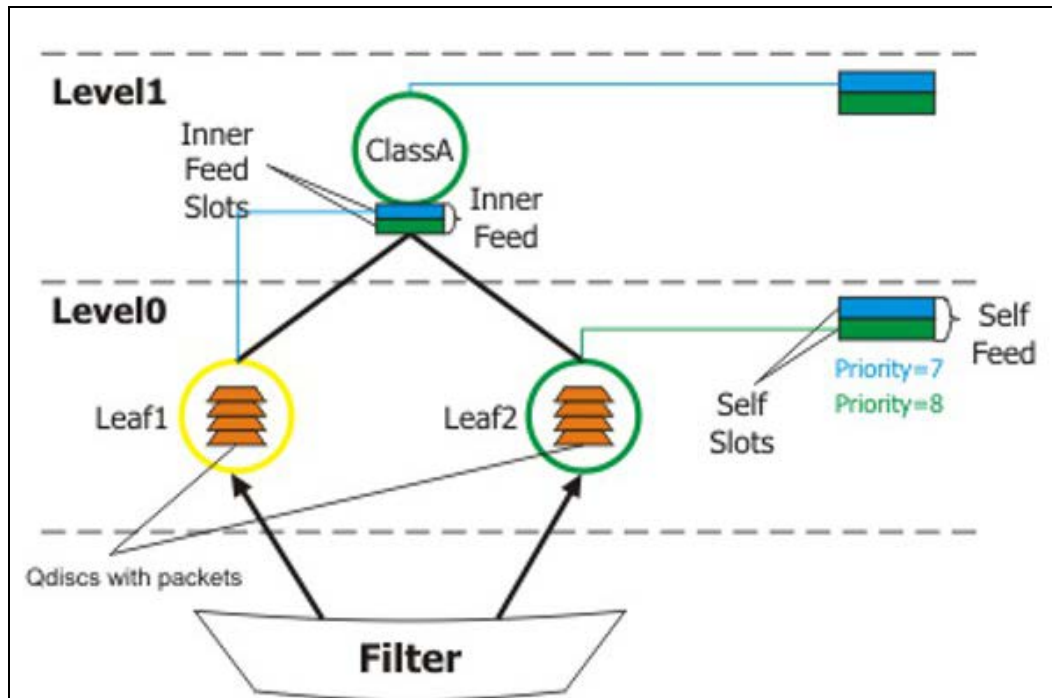 Level1
Inner
Feed
Slots
ClassA
Inner
Feed
Level0
Leaf1
Leaf2
Self
Feed
Priority=7
Priority=8
Self
Slots
Qdiscs with packets
Filter